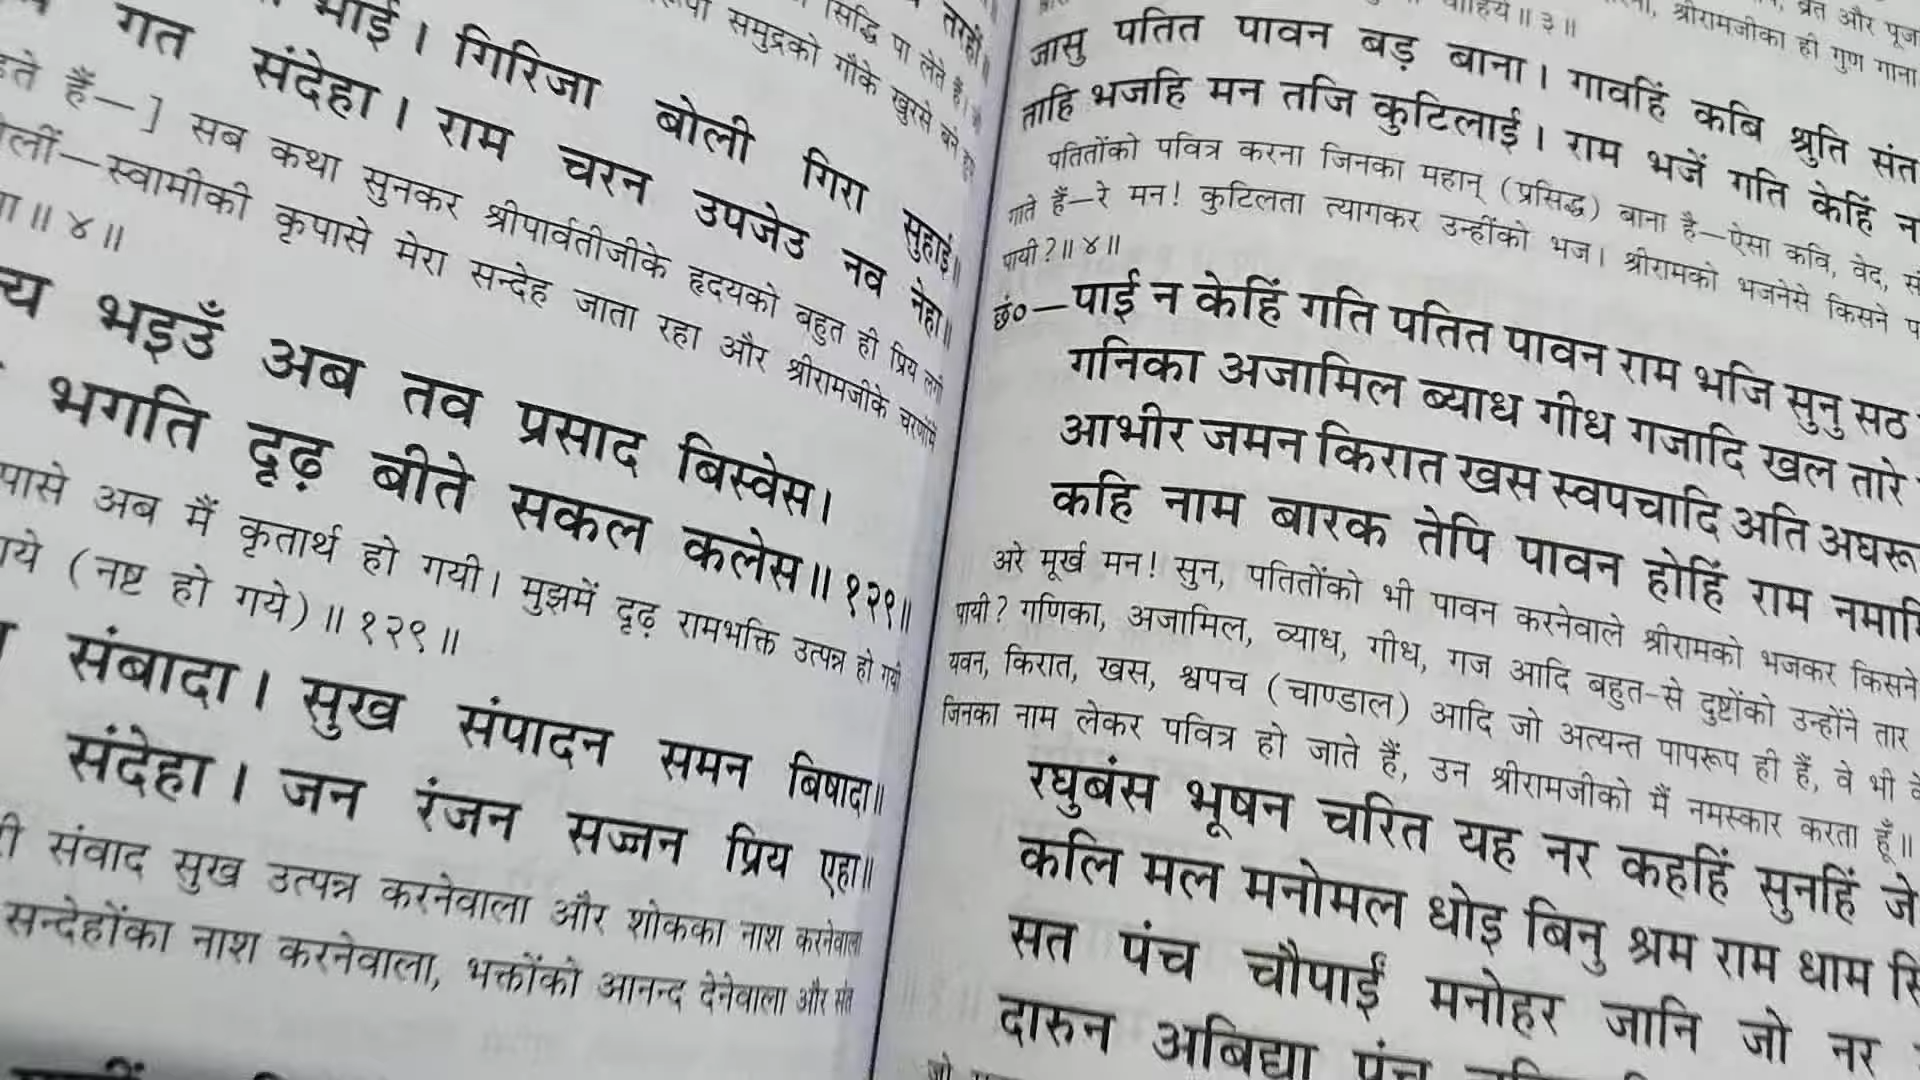 भाई। गिरिजा बोली गिरा सुहाई॥
गत संदेहा। राम चरन उपजेउ नव नेहा॥
हैं—] सब कथा सुनकर श्रीपार्वतीजीके हृदयको बहुत ही प्रिय लगी
स्वामीकी कृपासे मेरा सन्देह जाता रहा और श्रीरामजीके चरणोंमें
॥ ४॥
भइउँ अब तव प्रसाद बिस्वेस।
भगति दृढ़ बीते सकल कलेस॥ १२९॥
अब मैं कृतार्थ हो गयी। मुझमें दृढ़ रामभक्ति उत्पन्न हो गयी
(नष्ट हो गये)॥ १२९॥
संबादा। सुख संपादन समन बिषादा॥
संदेहा। जन रंजन सज्जन प्रिय एहा॥
संवाद सुख उत्पन्न करनेवाला और शोकका नाश करनेवाला
सन्देहोंका नाश करनेवाला, भक्तोंको आनन्द देनेवाला और संत
श्रीरामजीका ही गुण गाना
जासु पतित पावन बड़ बाना। गावहिं कबि श्रुति संत
ताहि भजहि मन तजि कुटिलाई। राम भजें गति केहिं
पतितोंको पवित्र करना जिनका महान् (प्रसिद्ध) बाना है—ऐसा कवि, वेद,
गाते हैं—रे मन! कुटिलता त्यागकर उन्हींको भज। श्रीरामको भजनेसे किसने
पायी?॥ ४॥
छं०—पाई न केहिं गति पतित पावन राम भजि सुनु सठ
गनिका अजामिल ब्याध गीध गजादि खल तारे
आभीर जमन किरात खस स्वपचादि अति
कहि नाम बारक तेपि पावन होहिं राम
अरे मूर्ख मन! सुन, पतितोंको भी पावन करनेवाले श्रीरामको भजकर किसने
पायी? गणिका, अजामिल, व्याध, गीध, गज आदि बहुत-से दुष्टोंको उन्होंने तार
यवन, किरात, खस, श्वपच (चाण्डाल) आदि जो अत्यन्त पापरूप ही हैं, वे भी
जिनका नाम लेकर पवित्र हो जाते हैं, उन श्रीरामजीको मैं नमस्कार करता हूँ॥
रघुबंस भूषन चरित यह नर कहहिं सुनहिं जे
कलि मल मनोमल धोइ बिनु श्रम राम धाम
सत पंच चौपाईं मनोहर जानि जो नर
दारुन अबिद्या पंच